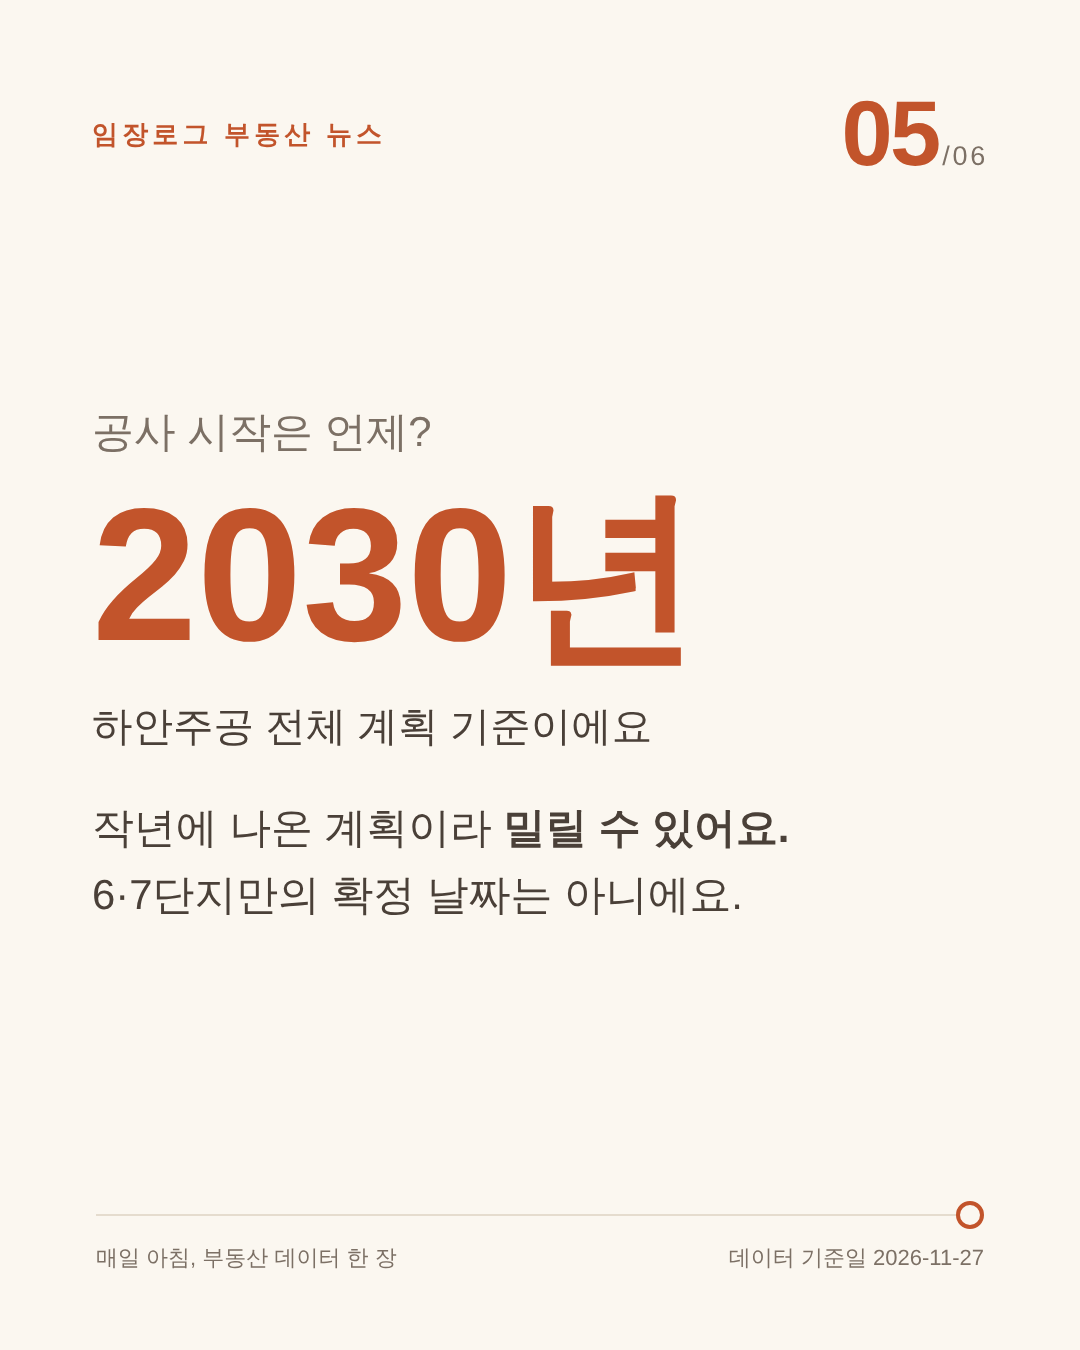 임장로그 부동산 뉴스
05/06
공사 시작은 언제?
2030년
하안주공 전체 계획 기준이에요
작년에 나온 계획이라 밀릴 수 있어요.
6·7단지만의 확정 날짜는 아니에요.
매일 아침, 부동산 데이터 한 장
데이터 기준일 2026-11-27